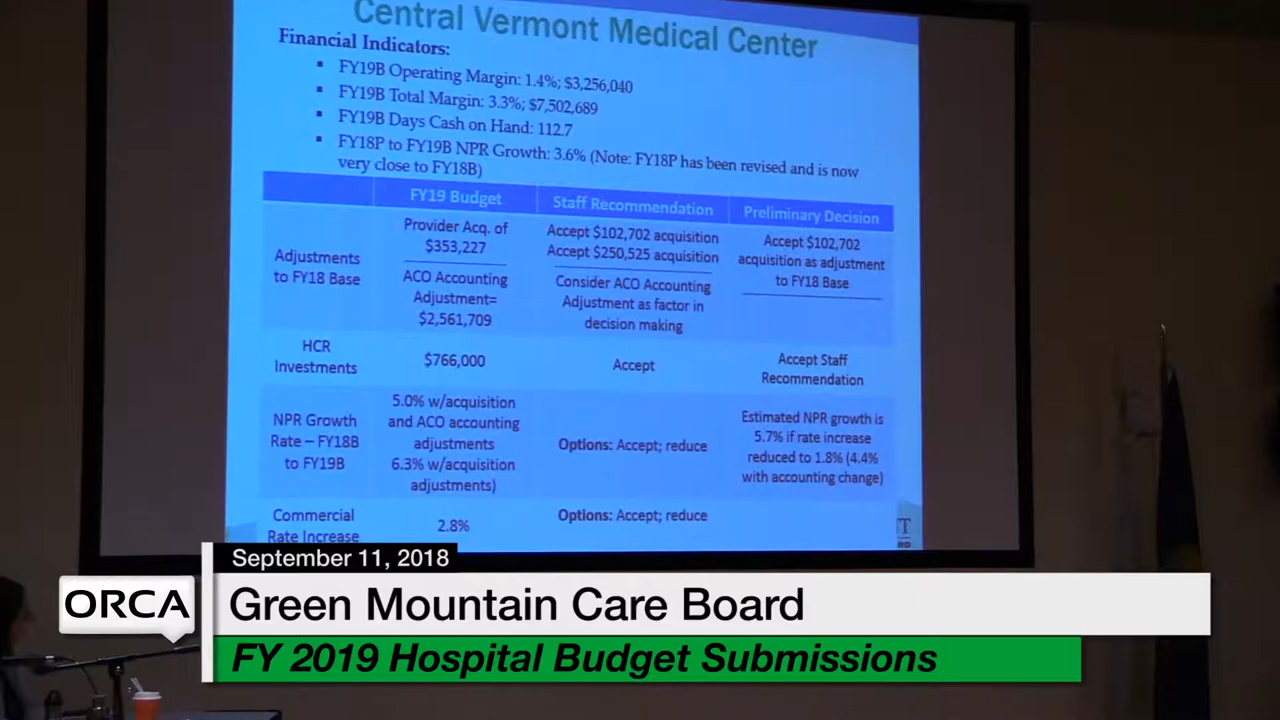 Central Vermont Medical Center
Financial Indicators:
▪ FY19B Operating Margin: 1.4%; $3,256,040
▪ FY19B Total Margin: 3.3%; $7,502,689
▪ FY19B Days Cash on Hand: 112.7
▪ FY18P to FY19B NPR Growth: 3.6% (Note: FY18P has been revised and is now
very close to FY18B)
FY19 Budget
Staff Recommendation
Preliminary Decision
Adjustments
to FY18 Base
Provider Acq. of
$353,227
ACO Accounting
Adjustment=
$2,561,709
Accept $102,702 acquisition
Accept $250,525 acquisition
Consider ACO Accounting
Adjustment as factor in
decision making
Accept $102,702
acquisition as adjustment
to FY18 Base
HCR
Investments
$766,000
Accept
Accept Staff
Recommendation
NPR Growth
Rate – FY18B
to FY19B
5.0% w/acquisition
and ACO accounting
adjustments
6.3% w/acquisition
adjustments)
Options: Accept; reduce
Estimated NPR growth is
5.7% if rate increase
reduced to 1.8% (4.4%
with accounting change)
Commercial
Rate Increase
2.8%
Options: Accept; reduce
September 11, 2018
ORCA
Green Mountain Care Board
FY 2019 Hospital Budget Submissions